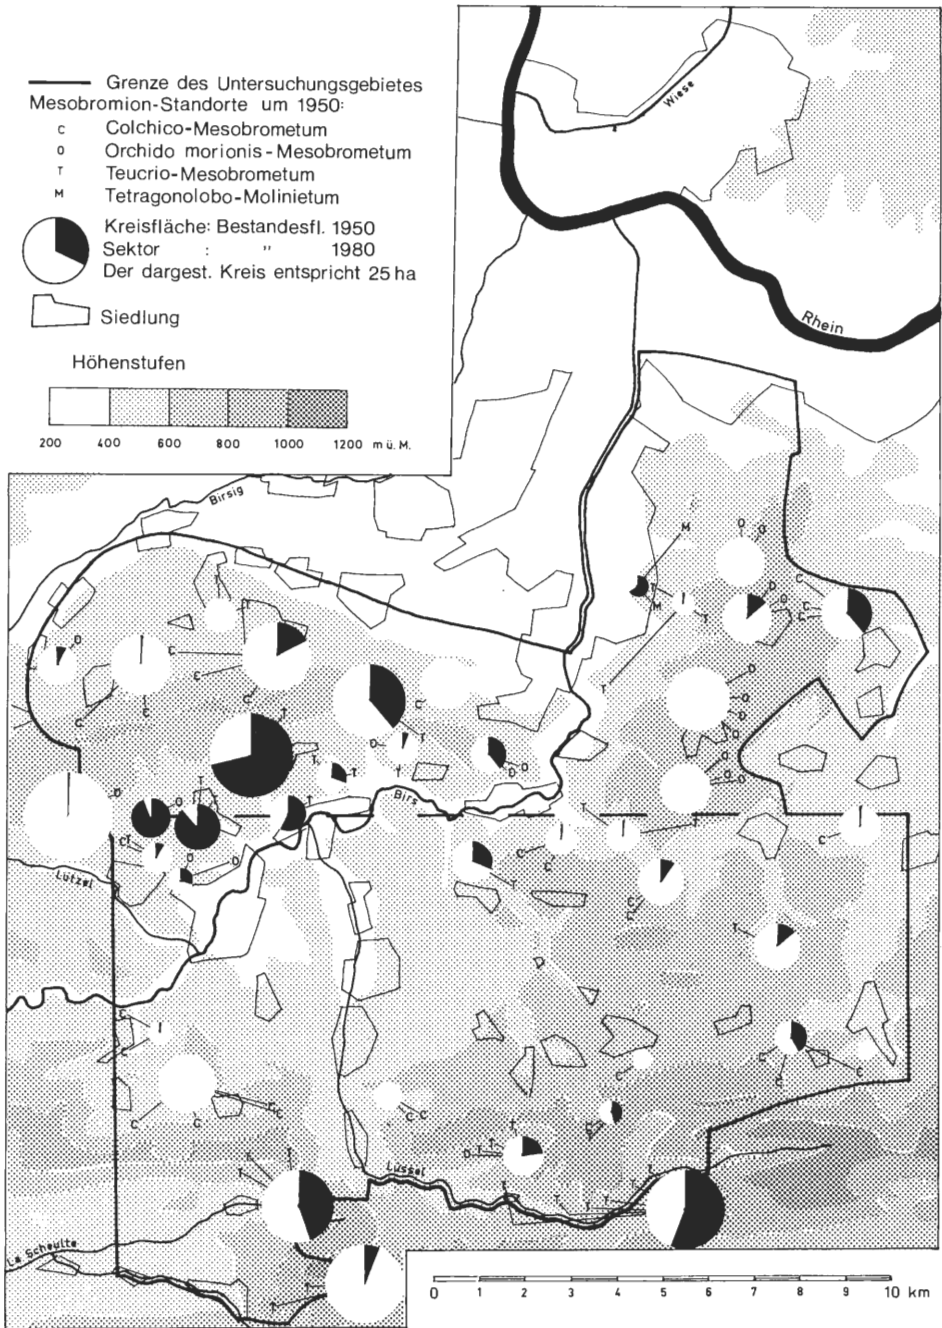 Grenze des Untersuchungsgebietes
Mesobromion-Standorte um 1950:
C Colchico-Mesobrometum
O Orchido morionis-Mesobrometum
T Teucrio-Mesobrometum
M Tetragonolobo-Molinietum
Kreisfläche: Bestandesfl. 1950
Sektor : " 1980
Der dargest. Kreis entspricht 25 ha
Siedlung
Höhenstufen
200 400 600 800 1000 1200 m ü. M.
Wiese
Rhein
Birsig
Birs
Lützel
Lüssel
La Scheulte
0 1 2 3 4 5 6 7 8 9 10 km